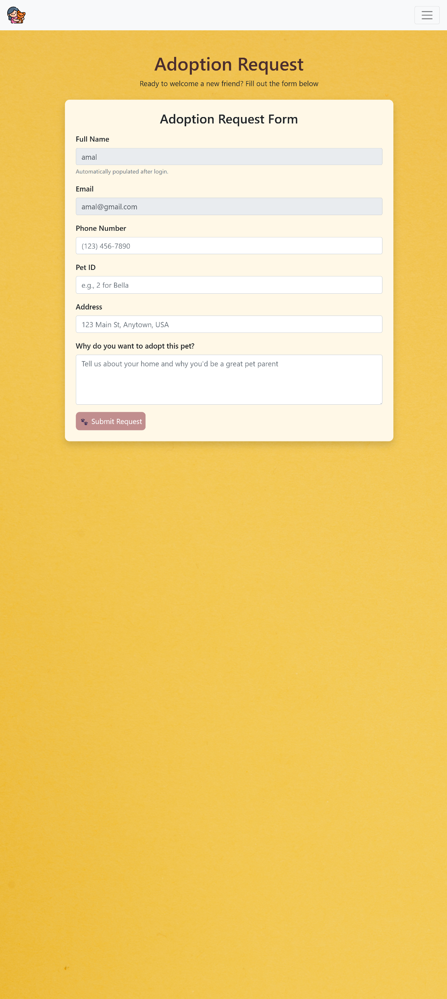 Adoption Request
Ready to welcome a new friend? Fill out the form below
Adoption Request Form
Full Name
amal
Automatically populated after login.
Email
amal@gmail.com
Phone Number
(123) 456-7890
Pet ID
e.g., 2 for Bella
Address
123 Main St, Anytown, USA
Why do you want to adopt this pet?
Tell us about your home and why you'd be a great pet parent
Submit Request